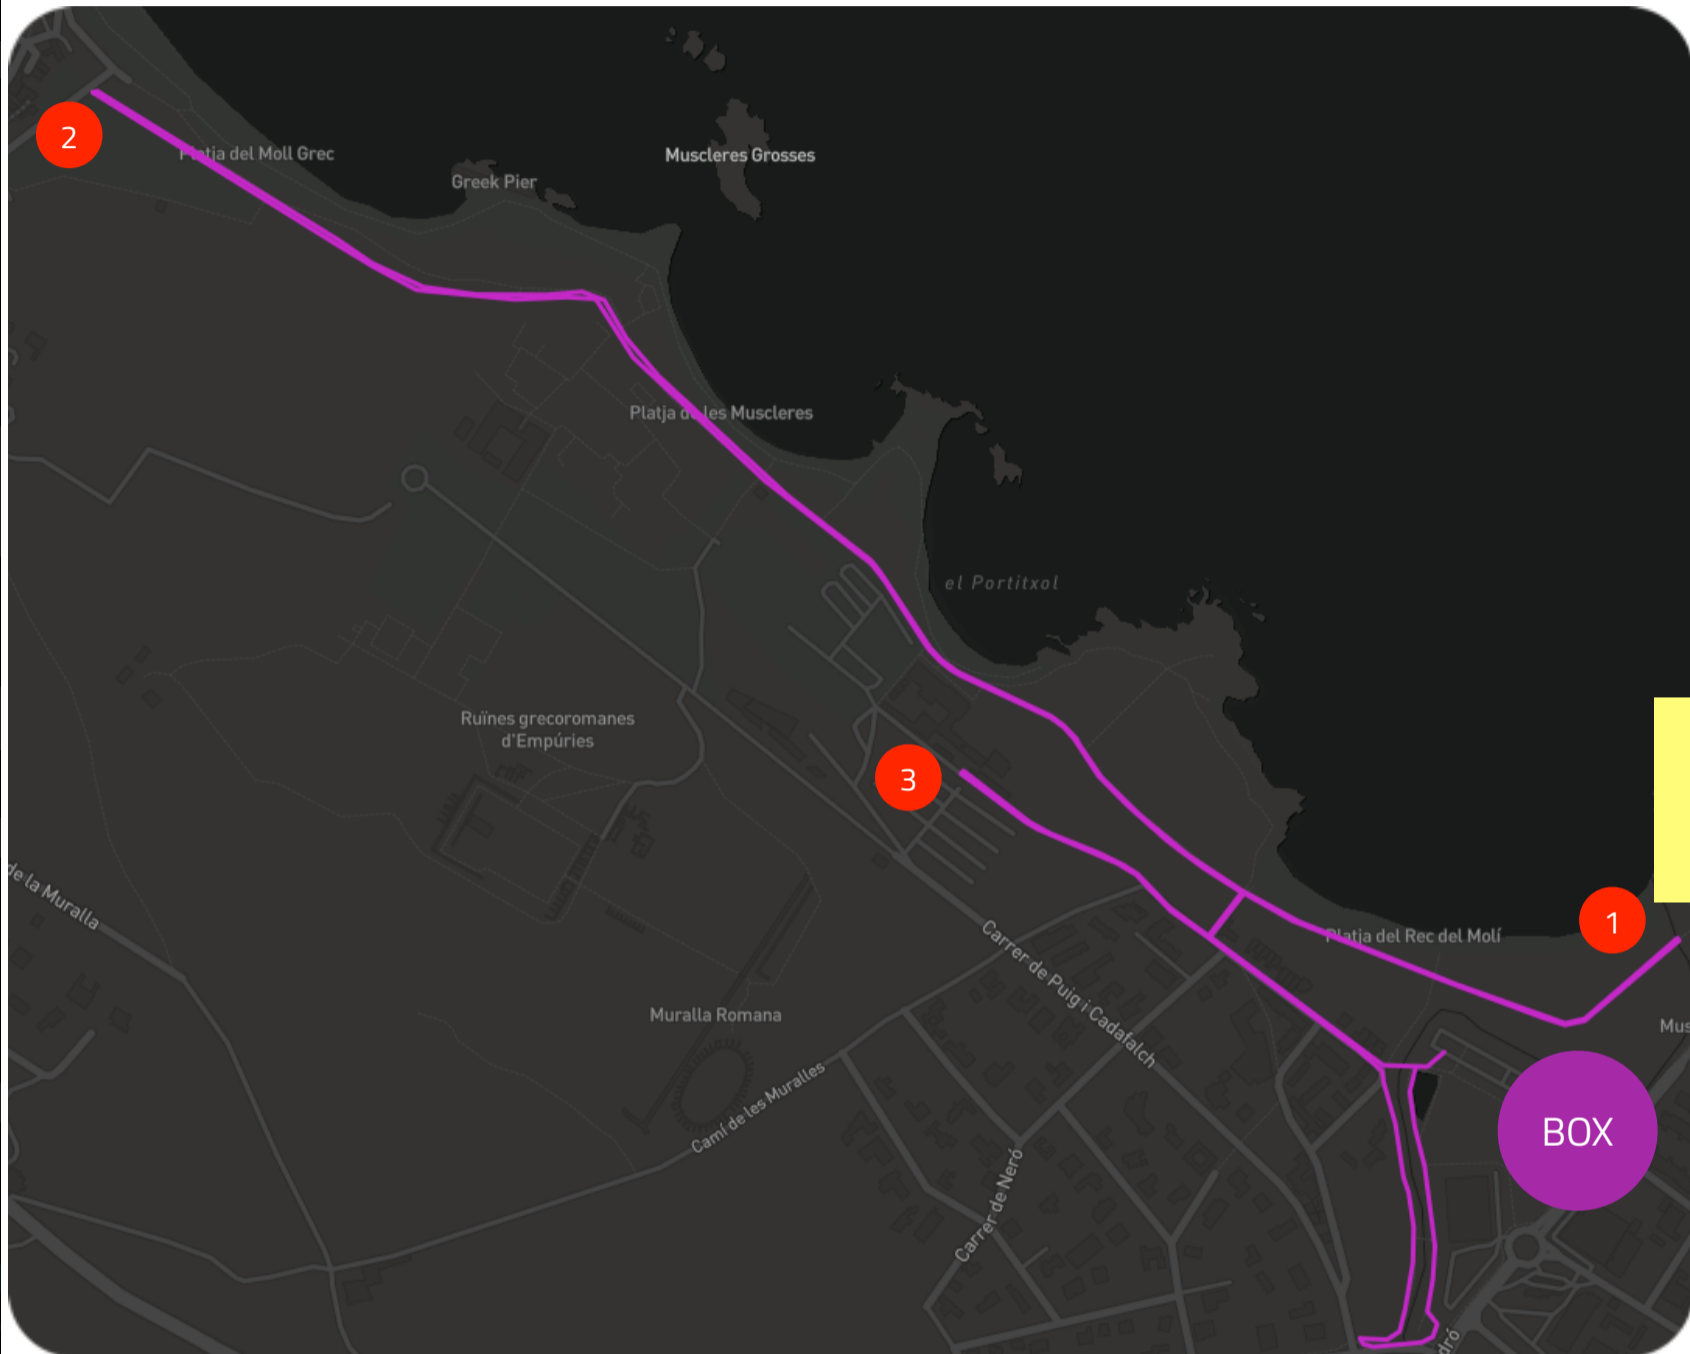 2
Platja del Moll Grec
Greek Pier
Muscleres Grosses
Platja de les Muscleres
el Portitxol
Ruïnes grecoromanes
d'Empúries
3
de la Muralla
1
Platja del Rec del Molí
Carrer de Puig i Cadafalch
Muralla Romana
Mus
Camí de les Muralles
BOX
Carrer de Neró
dró